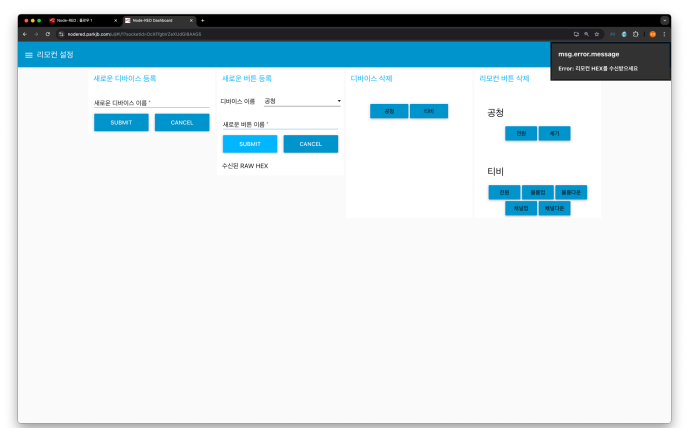 Node-RED : 플로우 1
Node-RED Dashboard
nodered.parkjb.com
리모컨 설정
msg.error.message
Error: 리모컨 HEX를 수신받으세요
새로운 디바이스 등록
새로운 디바이스 이름 *
SUBMIT
CANCEL
새로운 버튼 등록
디바이스 이름
공청
새로운 버튼 이름 *
SUBMIT
CANCEL
수신된 RAW HEX
디바이스 삭제
공청
티비
리모컨 버튼 삭제
공청
전원
세기
티비
전원
볼륨업
볼륨다운
채널업
채널다운